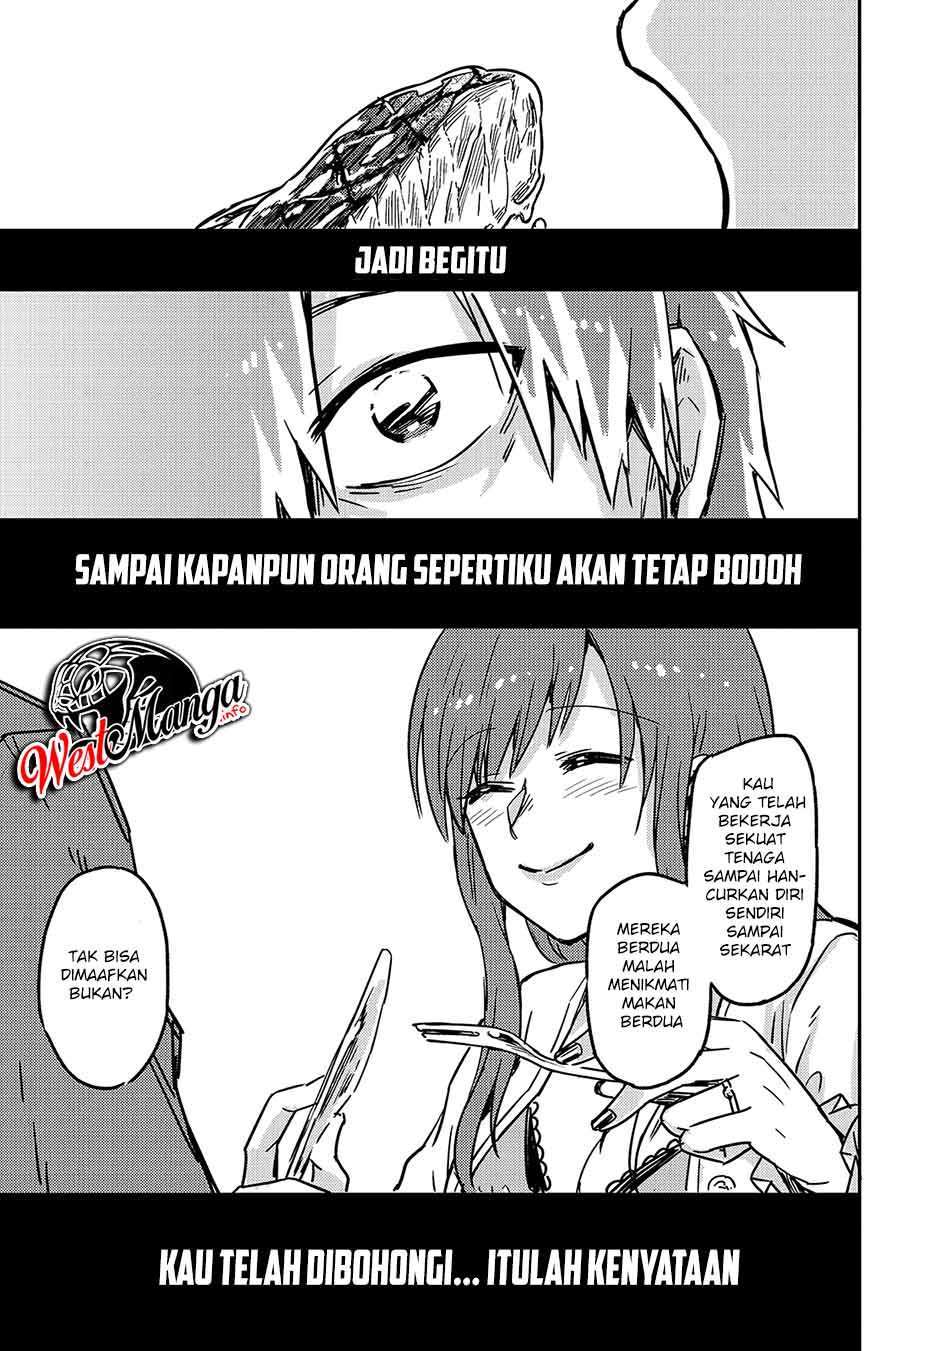 JADI BEGITU
SAMPAI KAPANPUN ORANG SEPERTIKU AKAN TETAP BODOH
WestManga
.info
KAU
YANG TELAH
BEKERJA
SEKUAT
TENAGA
SAMPAI HAN-
CURKAN DIRI
SENDIRI
SAMPAI
SEKARAT
MEREKA
BERDUA
MALAH
MENIKMATI
MAKAN
BERDUA
TAK BISA
DIMAAFKAN
BUKAN?
KAU TELAH DIBOHONGI... ITULAH KENYATAAN